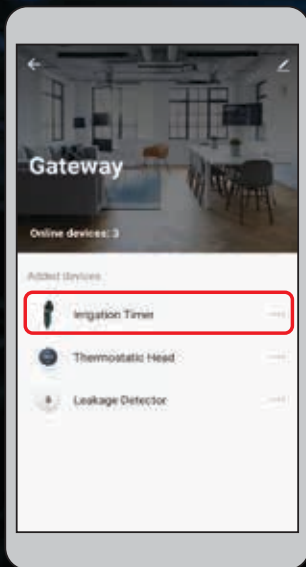 Gateway
Online devices: 3
Added devices
Irrigation Timer
Thermostatic Head
Leakage Detector